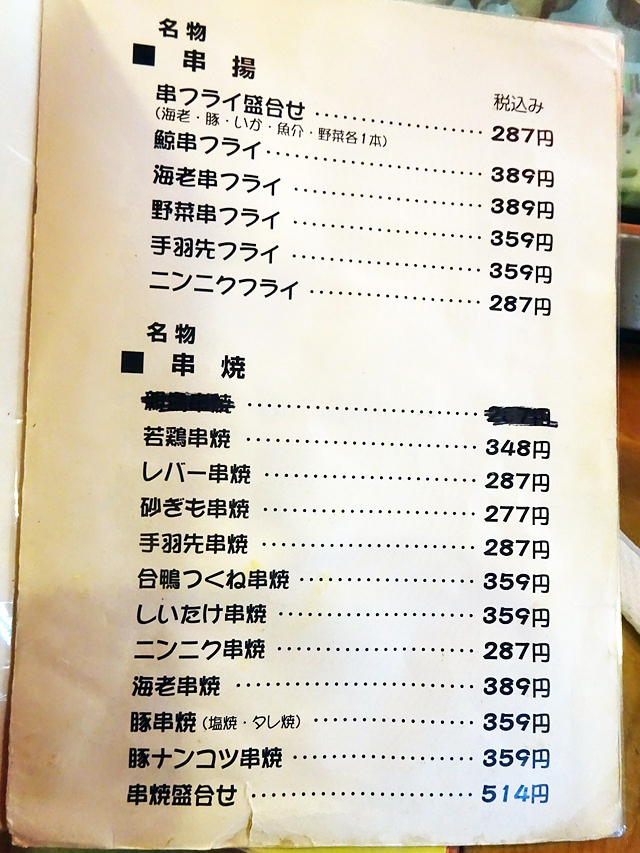 名物
■ 串揚
税込み
串フライ盛合せ ‥‥‥‥‥‥ 287円
(海老・豚・いか・魚介・野菜各1本)
鯨串フライ‥‥‥‥‥‥ 389円
海老串フライ ‥‥‥‥‥‥ 389円
野菜串フライ ‥‥‥‥‥‥ 359円
手羽先フライ ‥‥‥‥‥‥ 359円
ニンニクフライ ‥‥‥‥‥‥ 287円
名物
■ 串焼
若鶏串焼 ‥‥‥‥‥‥ 348円
レバー串焼 ‥‥‥‥‥‥ 287円
砂ぎも串焼 ‥‥‥‥‥‥ 277円
手羽先串焼 ‥‥‥‥‥‥ 287円
合鴨つくね串焼 ‥‥‥‥‥‥ 359円
しいたけ串焼 ‥‥‥‥‥‥ 359円
ニンニク串焼 ‥‥‥‥‥‥ 287円
海老串焼 ‥‥‥‥‥‥ 389円
豚串焼(塩焼・タレ焼) ‥‥‥‥‥‥ 359円
豚ナンコツ串焼 ‥‥‥‥‥‥ 359円
串焼盛合せ ‥‥‥‥‥‥ 514円